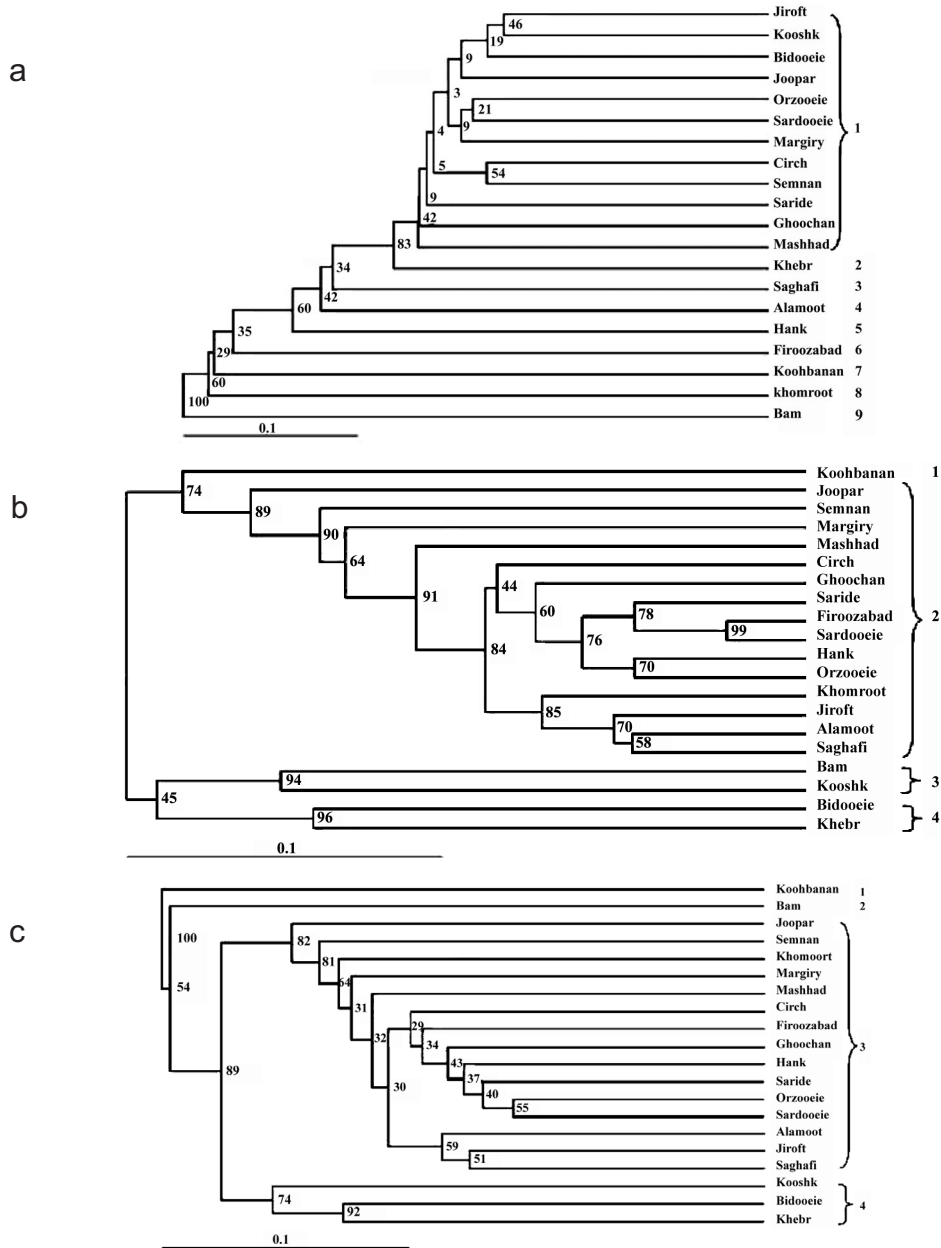 a
Jiroft
46
Kooshk
19
Bidooeie
9
Joopar
3
Orzooeie
21
Sardooeie
4
9
Margiry
1
Circh
5
54
Semnan
9
Saride
42
Ghoochan
83
Mashhad
34
Khebr 2
42
Saghafi 3
60
Alamoot 4
35
Hank 5
29
Firoozabad 6
60
Koohbanan 7
100
khomroot 8
Bam 9
0.1
b
Koohbanan 1
74
Joopar
89
Semnan
90
Margiry
64
Mashhad
91
Circh
44
Ghoochan
60
Saride
78
Firoozabad
2
99
Sardooeie
76
84
Hank
70
Orzooeie
Khomroot
85
Jiroft
70
Alamoot
58
Saghafi
Bam
94
3
45
Kooshk
Bidooeie
96
4
Khebr
0.1
c
Koohbanan 1
Bam 2
100
Joopar
82
Semnan
81
Khomoort
54
64
Margiry
31
Mashhad
32
Circh
29
Firoozabad
34
Ghoochan
3
43
Hank
89
37
Saride
30
40
Orzooeie
55
Sardooeie
Alamoot
59
Jiroft
51
Saghafi
Kooshk
74
Bidooeie
4
92
Khebr
0.1